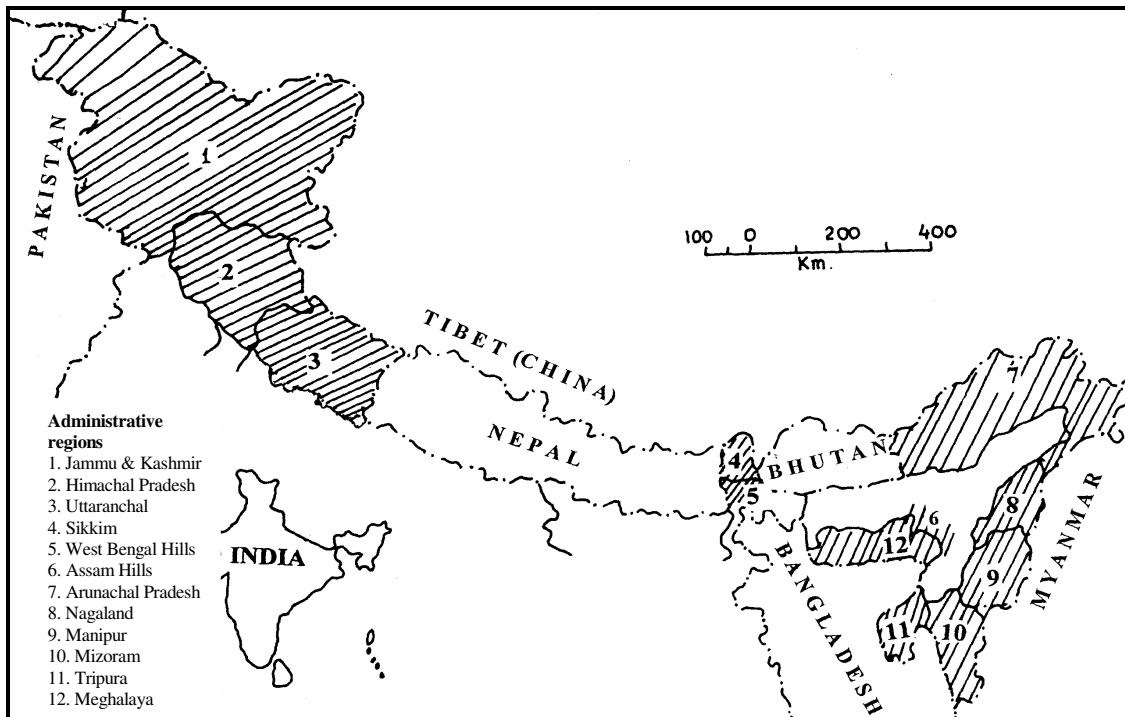 1
PAKISTAN
2
100 0 200 400
Km.
3
TIBET (CHINA)
NEPAL
7
4
BHUTAN
5
8
6
12
MYANMAR
BANGLADESH
9
11
10
Administrative
regions
1. Jammu & Kashmir
2. Himachal Pradesh
3. Uttaranchal
4. Sikkim
5. West Bengal Hills
6. Assam Hills
7. Arunachal Pradesh
8. Nagaland
9. Manipur
10. Mizoram
11. Tripura
12. Meghalaya
INDIA